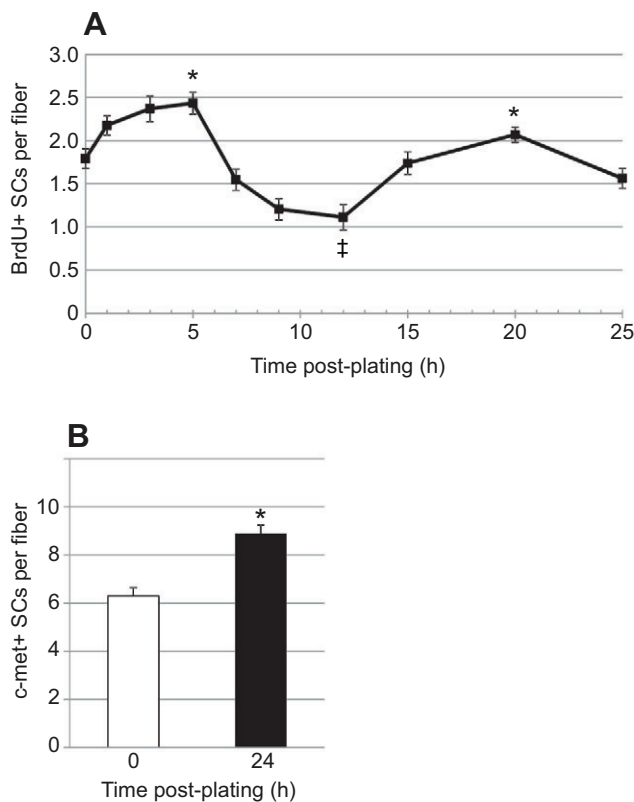 A
3.0
2.5
2.0
1.5
1.0
0.5
0
BrdU+ SCs per fiber
*
*
‡
0 5 10 15 20 25
Time post-plating (h)
B
10
8
6
4
2
0
c-met+ SCs per fiber
*
0 24
Time post-plating (h)